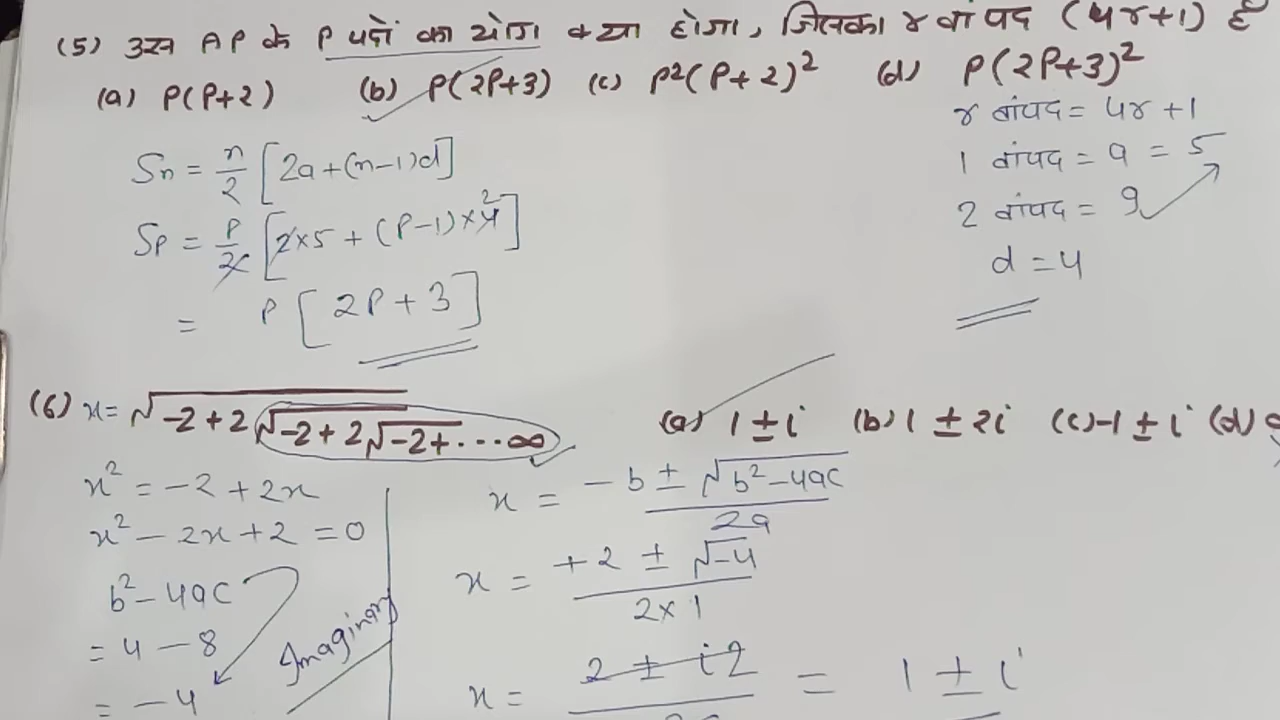 (5) उस AP के P पदों का योग क्या होगा, जिसका r वां पद (4r+1) है
(a) P(P+2) (b) P(2P+3) (c) P²(P+2)² (d) P(2P+3)²
r वांपद = 4r+1
1 वांपद = a = 5
2 वांपद = 9
d = 4
Sn = n/2 [2a+(n-1)d]
Sp = P/2 [2×5 + (P-1)×4 2]
= P[2P+3]
(6) x = √-2+2√-2+2√-2+...∞ (a) 1±i (b) 1±2i (c) -1±i (d)
x² = -2+2x
x² - 2x+2 = 0
b² - 4ac
= 4 - 8
= -4
Imaginary
x = -b ± √b²-4ac / 2a
x = +2 ± √-4 / 2×1
x = 2 ± i2 = 1 ± i